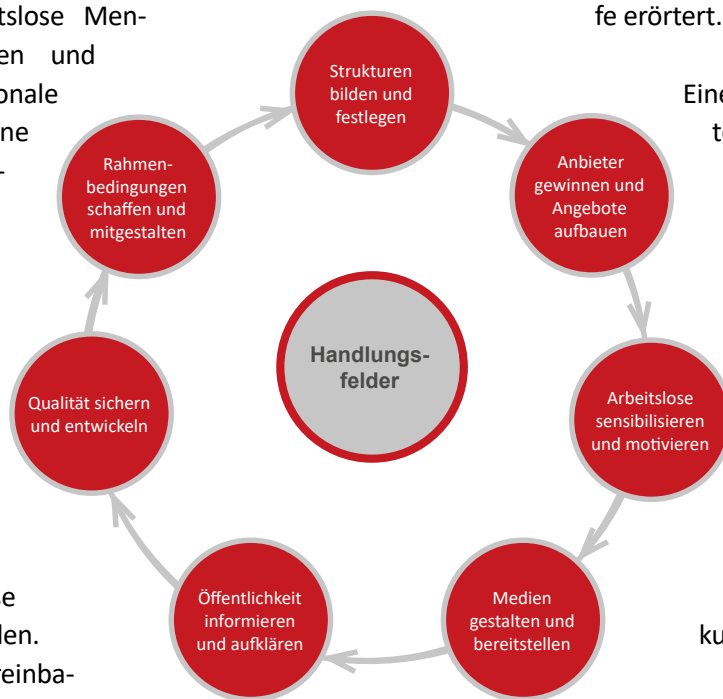 tslose Men-
en und
onale
ne
-
fe erörtert.
Eine
te
Strukturen
bilden und
festlegen
Anbieter
gewinnen und
Angebote
aufbauen
Arbeitslose
sensibilisieren
und motivieren
Medien
gestalten und
bereitstellen
Öffentlichkeit
informieren
und aufklären
Qualität sichern
und entwickeln
Rahmen-
bedingungen
schaffen und
mitgestalten
Handlungs-
felder
se
den.
reinba-
ku